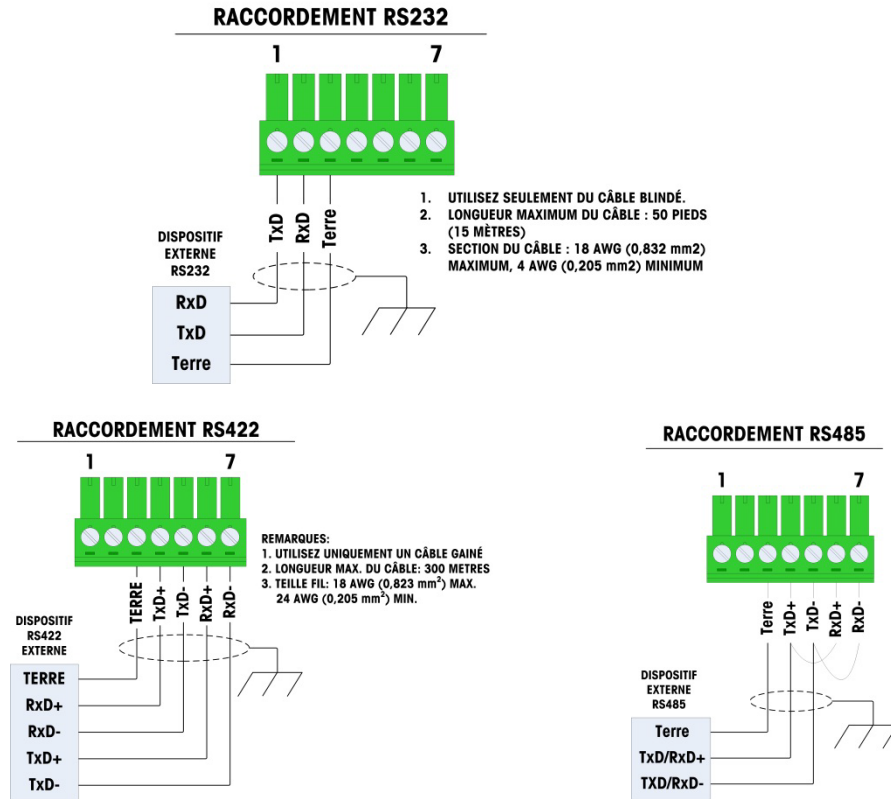 RACCORDEMENT RS232
1 7
TxD
RxD
Terre
1. UTILISEZ SEULEMENT DU CÂBLE BLINDÉ.
2. LONGUEUR MAXIMUM DU CÂBLE : 50 PIEDS
(15 MÈTRES)
3. SECTION DU CÂBLE : 18 AWG (0,832 mm2)
MAXIMUM, 4 AWG (0,205 mm2) MINIMUM
DISPOSITIF
EXTERNE
RS232
RxD
TxD
Terre
RACCORDEMENT RS422
1 7
REMARQUES:
1. UTILISEZ UNIQUEMENT UN CÂBLE GAINÉ
2. LONGUEUR MAX. DU CÂBLE: 300 METRES
3. TEILLE FIL: 18 AWG (0,823 mm²) MAX.
24 AWG (0,205 mm²) MIN.
TERRE
TxD+
TxD-
RxD+
RxD-
DISPOSITIF
RS422
EXTERNE
TERRE
RxD+
RxD-
TxD+
TxD-
RACCORDEMENT RS485
1 7
Terre
TxD+
TxD-
RxD+
RxD-
DISPOSITIF
EXTERNE
RS485
Terre
TxD/RxD+
TXD/RxD-